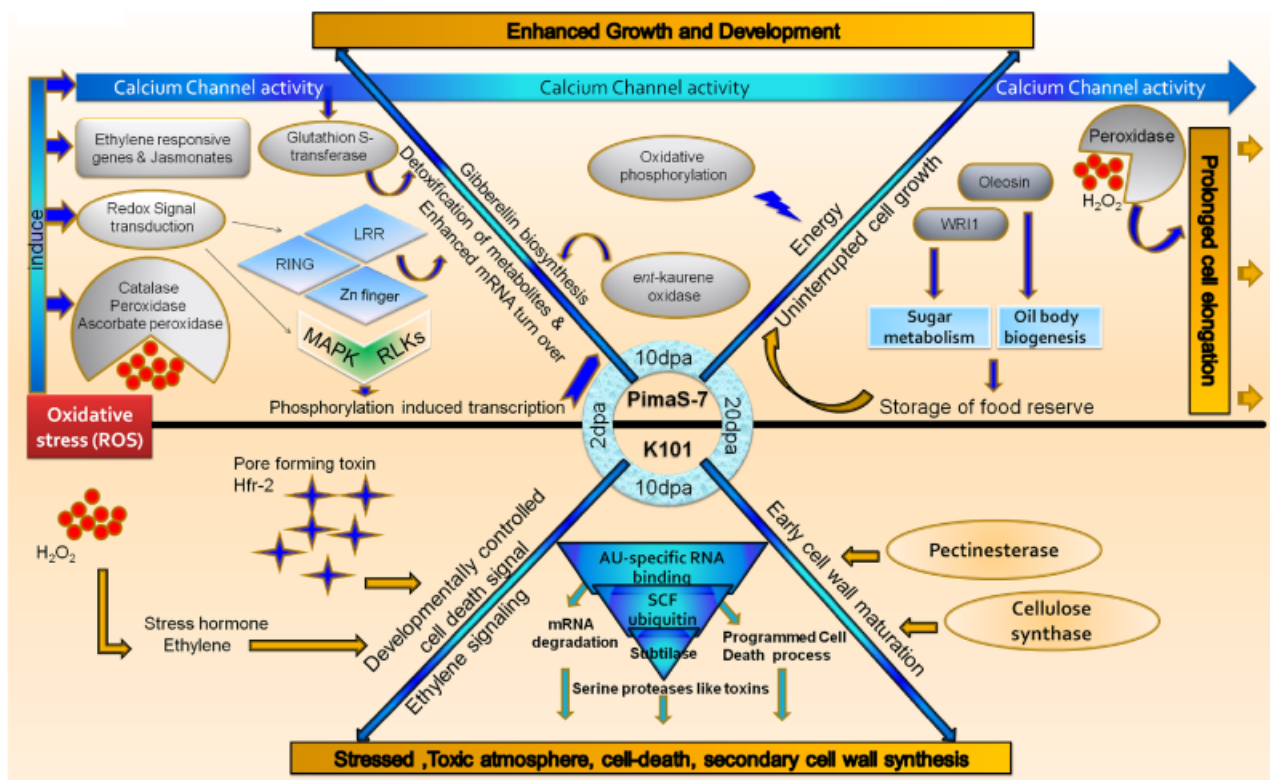 Enhanced Growth and Development
Calcium Channel activity
Calcium Channel activity
Calcium Channel activity
induce
Ethylene responsive
genes & Jasmonates
Glutathion S-
transferase
Redox Signal
transduction
LRR
RING
Zn finger
MAPK
RLKs
Catalase
Peroxidase
Ascorbate peroxidase
Phosphorylation induced transcription
Gibberellin biosynthesis
Detoxification of metabolites &
Enhanced mRNA turn over
Oxidative
phosphorylation
ent-kaurene
oxidase
Energy
Uninterrupted cell growth
Oleosin
WRI1
Sugar
metabolism
Oil body
biogenesis
Storage of food reserve
Peroxidase
H2O2
Prolonged cell elongation
Oxidative
stress (ROS)
10dpa
PimaS-7
2dpa
20dpa
K101
10dpa
H2O2
Pore forming toxin
Hfr-2
Stress hormone
Ethylene
Developmentally controlled
cell death signal
Ethylene signaling
AU-specific RNA
binding
SCF
ubiquitin
Subtilase
mRNA
degradation
Programmed Cell
Death process
Serine proteases like toxins
Early cell wall maturation
Pectinesterase
Cellulose
synthase
Stressed ,Toxic atmosphere, cell-death, secondary cell wall synthesis